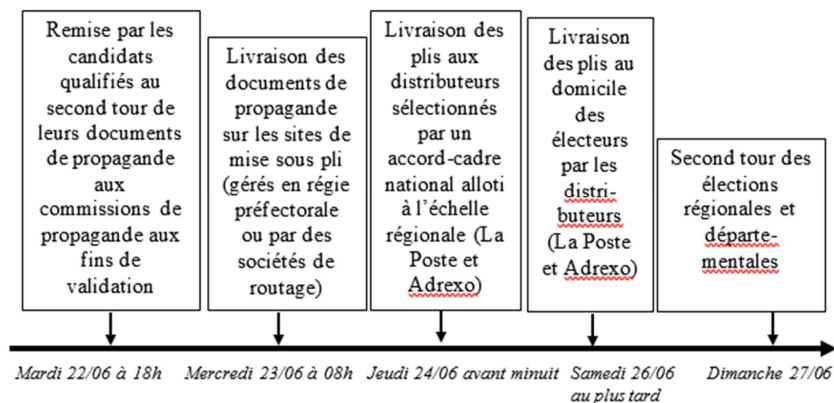 Remise par les
candidats
qualifiés au
second tour de
leurs documents
de propagande
aux
commissions de
propagande aux
fins de
validation
Livraison des
documents de
propagande
sur les sites de
mise sous pli
(gérés en régie
préfectorale
ou par des
sociétés de
routage)
Livraison des
plis aux
distributeurs
sélectionnés
par un
accord-cadre
national alloti
à l'échelle
régionale (La
Poste et
Adrexo)
Livraison
des plis au
domicile
des
électeurs
par les
distri-
buteurs
(La Poste
et Adrexo)
Second tour des
élections
régionales et
départe-
mentales
Mardi 22/06 à 18h
Mercredi 23/06 à 08h
Jeudi 24/06 avant minuit
Samedi 26/06
au plus tard
Dimanche 27/06